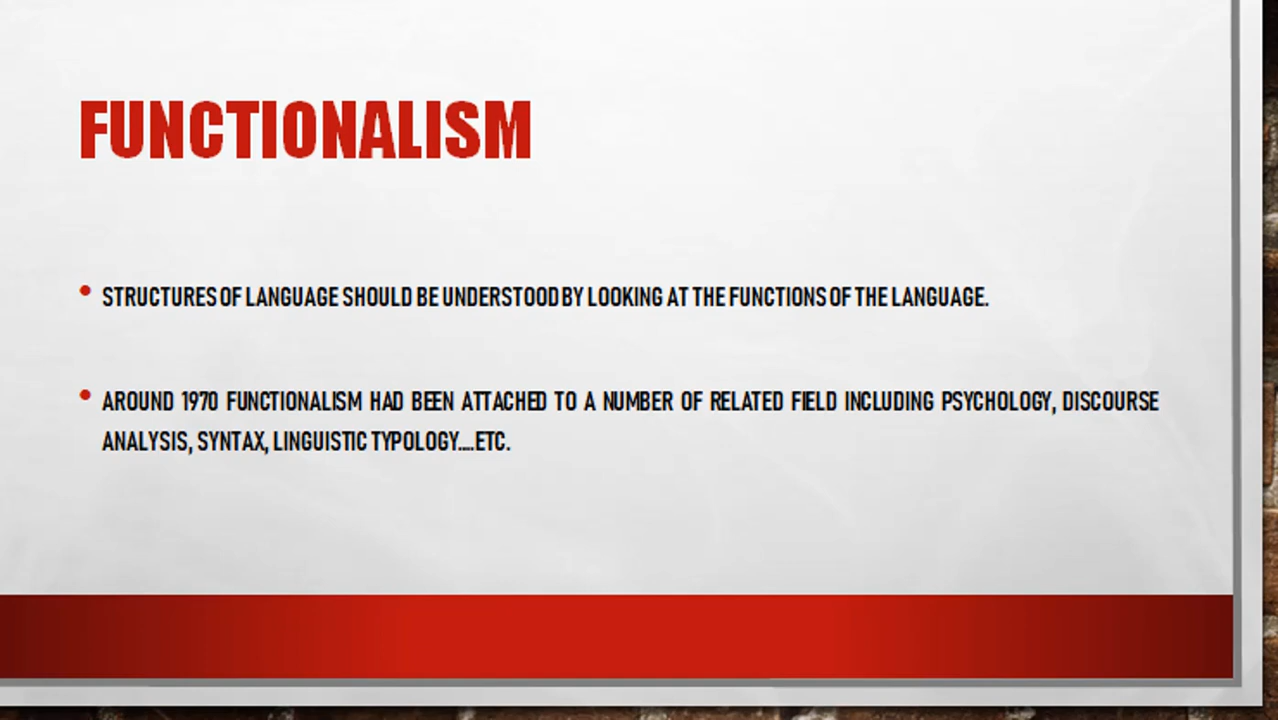 FUNCTIONALISM
• STRUCTURES OF LANGUAGE SHOULD BE UNDERSTOOD BY LOOKING AT THE FUNCTIONS OF THE LANGUAGE.
• AROUND 1970 FUNCTIONALISM HAD BEEN ATTACHED TO A NUMBER OF RELATED FIELD INCLUDING PSYCHOLOGY, DISCOURSE
ANALYSIS, SYNTAX, LINGUISTIC TYPOLOGY....ETC.